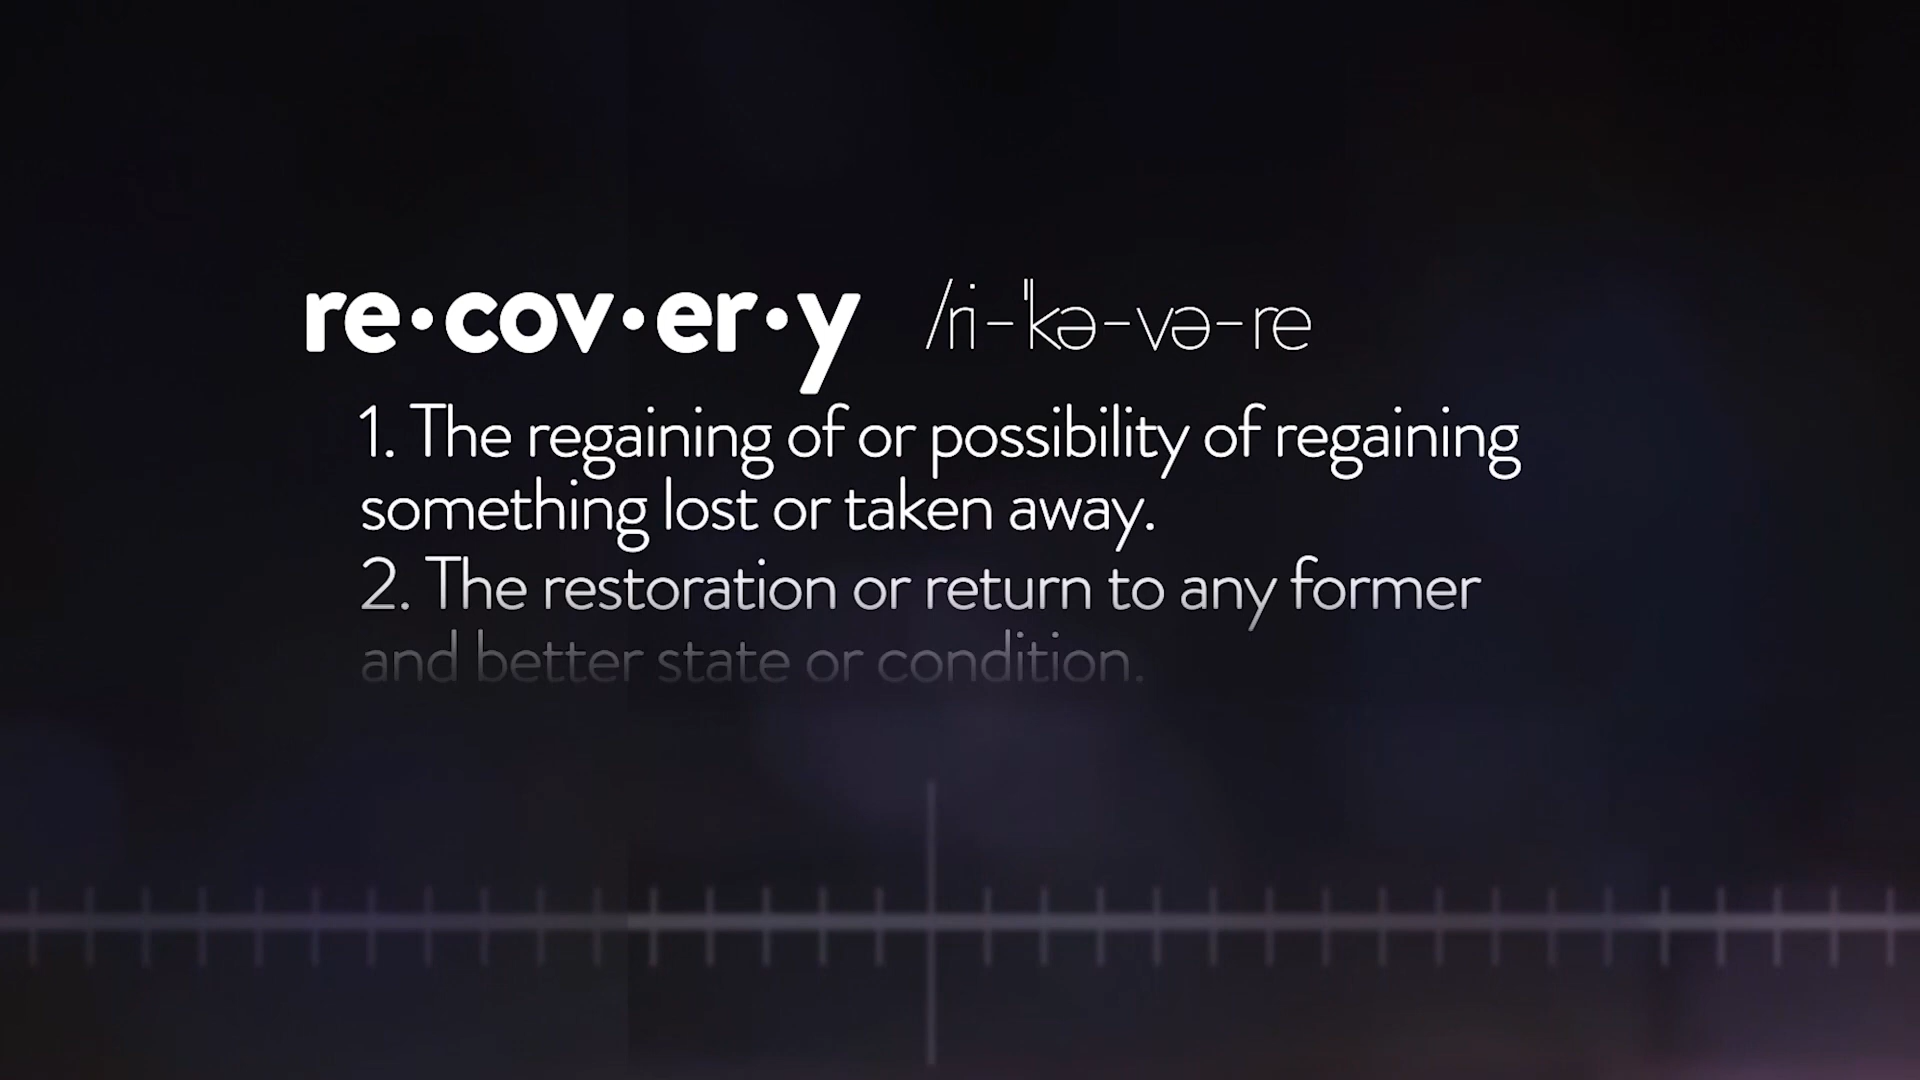 re·cov·er·y /ri-ˈkə-və-re
1. The regaining of or possibility of regaining
something lost or taken away.
2. The restoration or return to any former
and better state or condition.